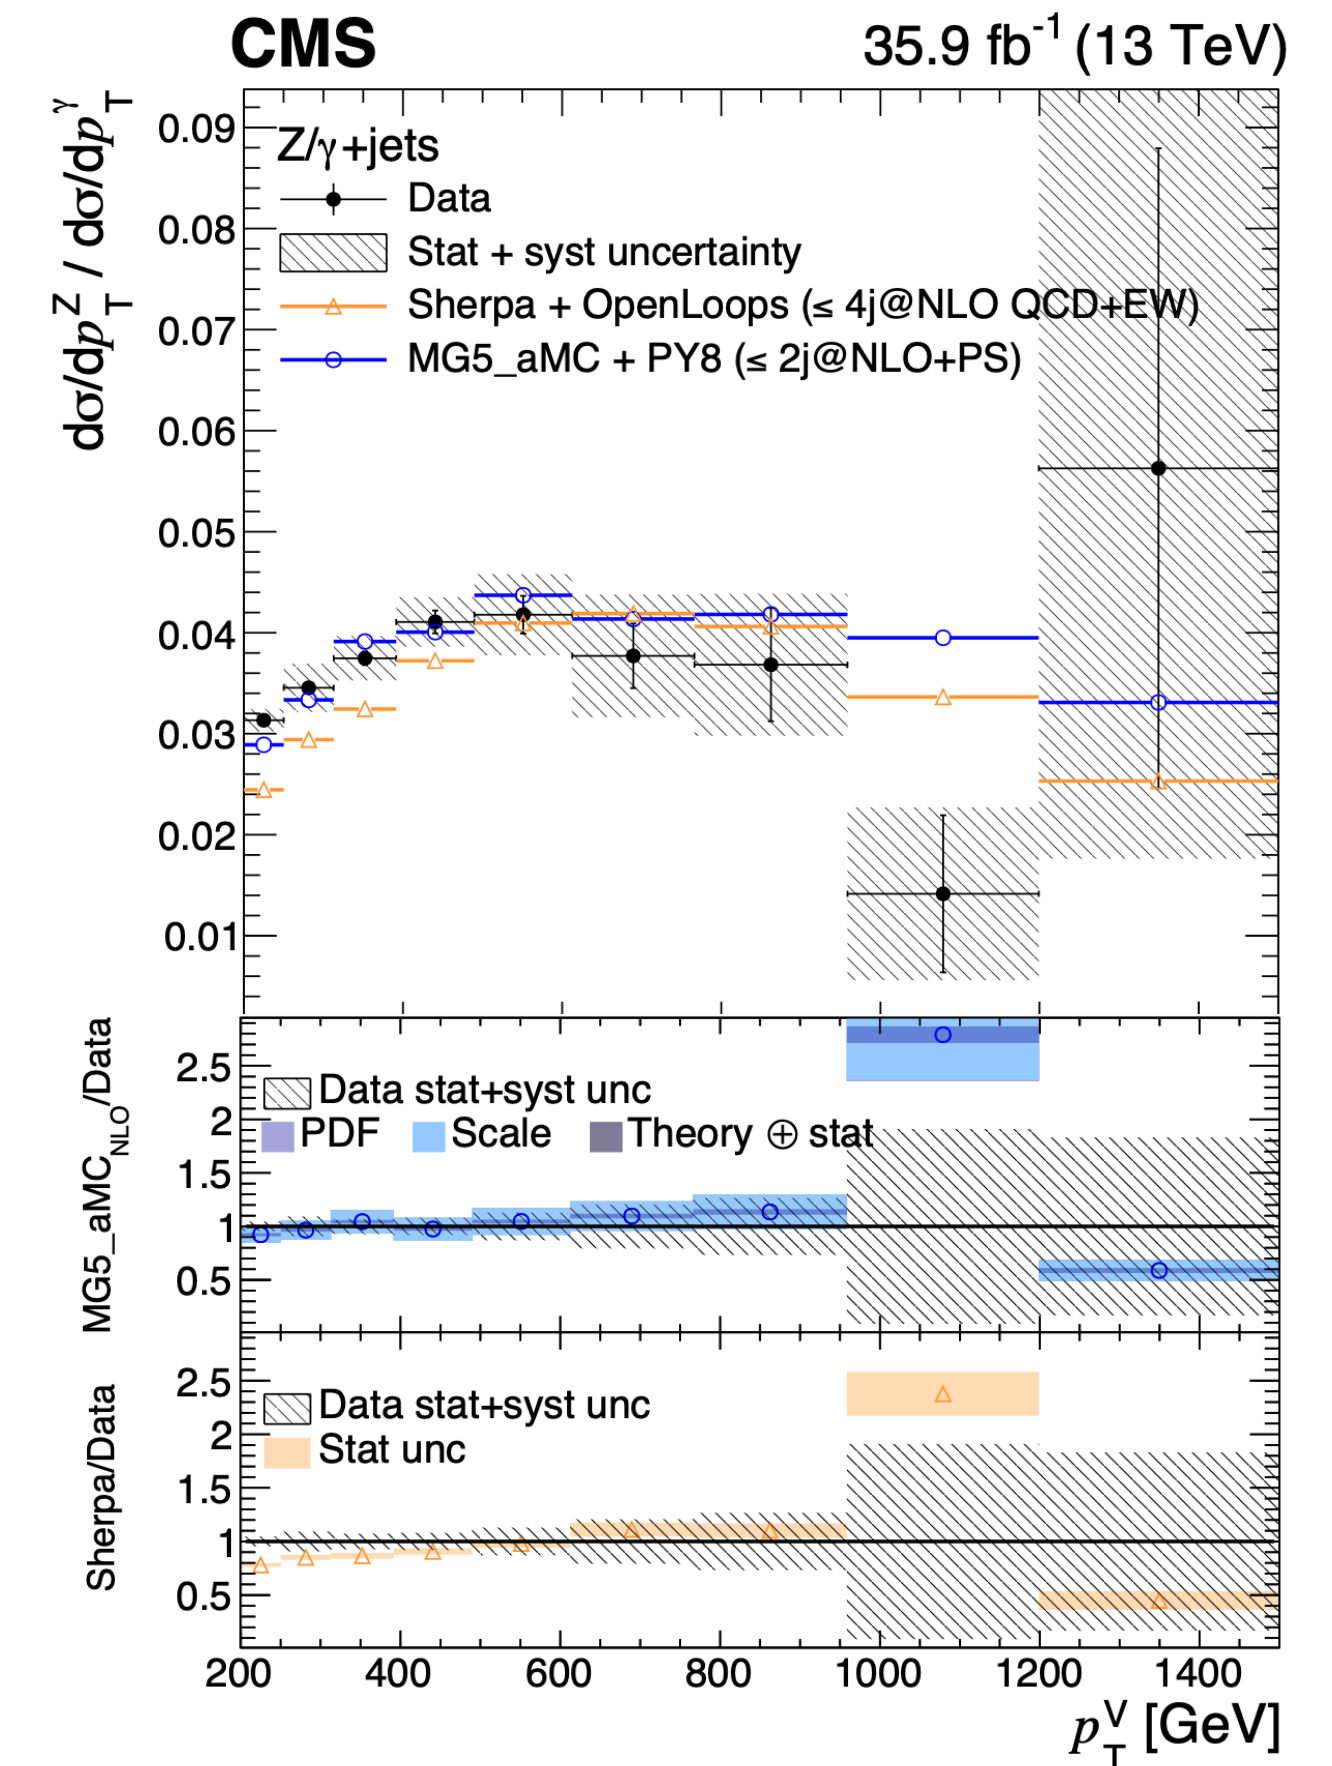 CMS 35.9 fb⁻¹ (13 TeV)
dσ/dp_T^Z / dσ/dp_T^γ
0.09
0.08
0.07
0.06
0.05
0.04
0.03
0.02
0.01
Z/γ+jets
Data
Stat + syst uncertainty
Sherpa + OpenLoops (≤ 4j@NLO QCD+EW)
MG5_aMC + PY8 (≤ 2j@NLO+PS)
MG5_aMC_NLO/Data
2.5
2
1.5
1
0.5
Data stat+syst unc
PDF Scale Theory ⊕ stat
Sherpa/Data
2.5
2
1.5
1
0.5
Data stat+syst unc
Stat unc
200 400 600 800 1000 1200 1400
p_T^V [GeV]